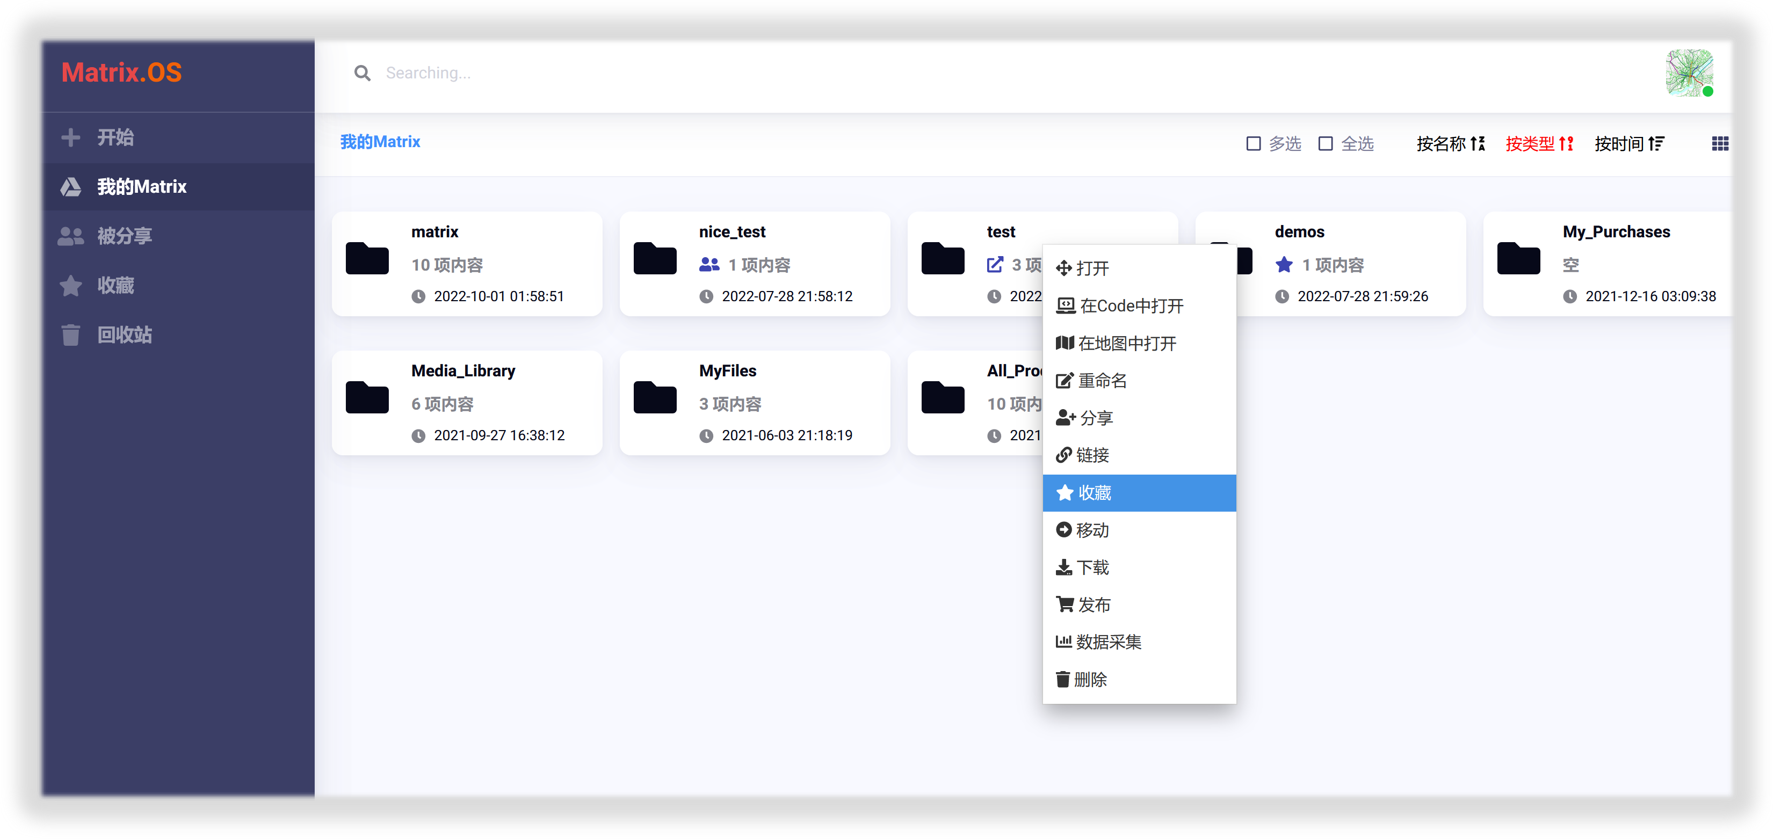 Matrix.OS
开始
我的Matrix
被分享
收藏
回收站
Searching...
我的Matrix
多选 全选 按名称 按类型 按时间
matrix
10 项内容
2022-10-01 01:58:51
nice_test
1 项内容
2022-07-28 21:58:12
test
3 项
2022
demos
1 项内容
2022-07-28 21:59:26
My_Purchases
空
2021-12-16 03:09:38
Media_Library
6 项内容
2021-09-27 16:38:12
MyFiles
3 项内容
2021-06-03 21:18:19
All_Pro
10 项内
2021
打开
在Code中打开
在地图中打开
重命名
分享
链接
收藏
移动
下载
发布
数据采集
删除